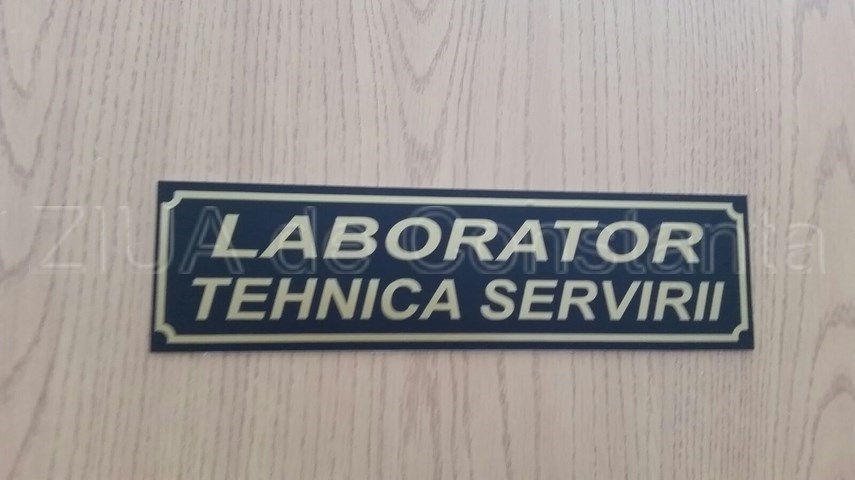 LABORATOR
TEHNICA SERVIRII
ZIUA de Constanta